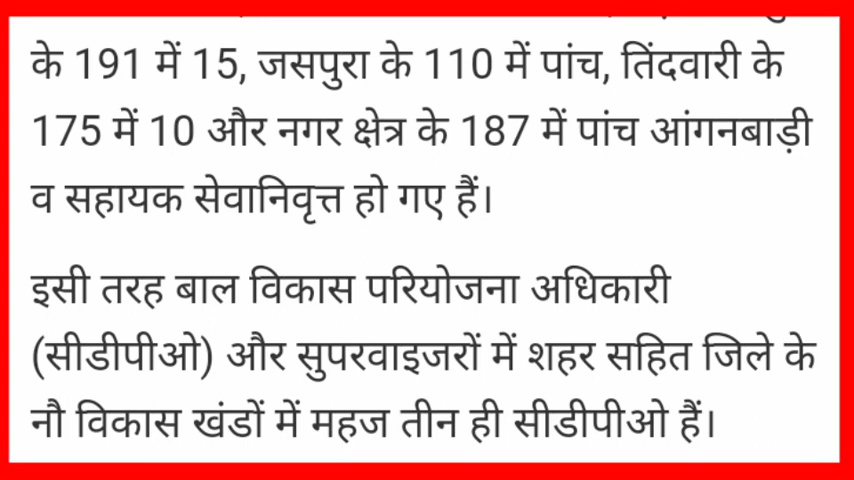 के 191 में 15, जसपुरा के 110 में पांच, तिंदवारी के
175 में 10 और नगर क्षेत्र के 187 में पांच आंगनबाड़ी
व सहायक सेवानिवृत्त हो गए हैं।
इसी तरह बाल विकास परियोजना अधिकारी
(सीडीपीओ) और सुपरवाइजरों में शहर सहित जिले के
नौ विकास खंडों में महज तीन ही सीडीपीओ हैं।